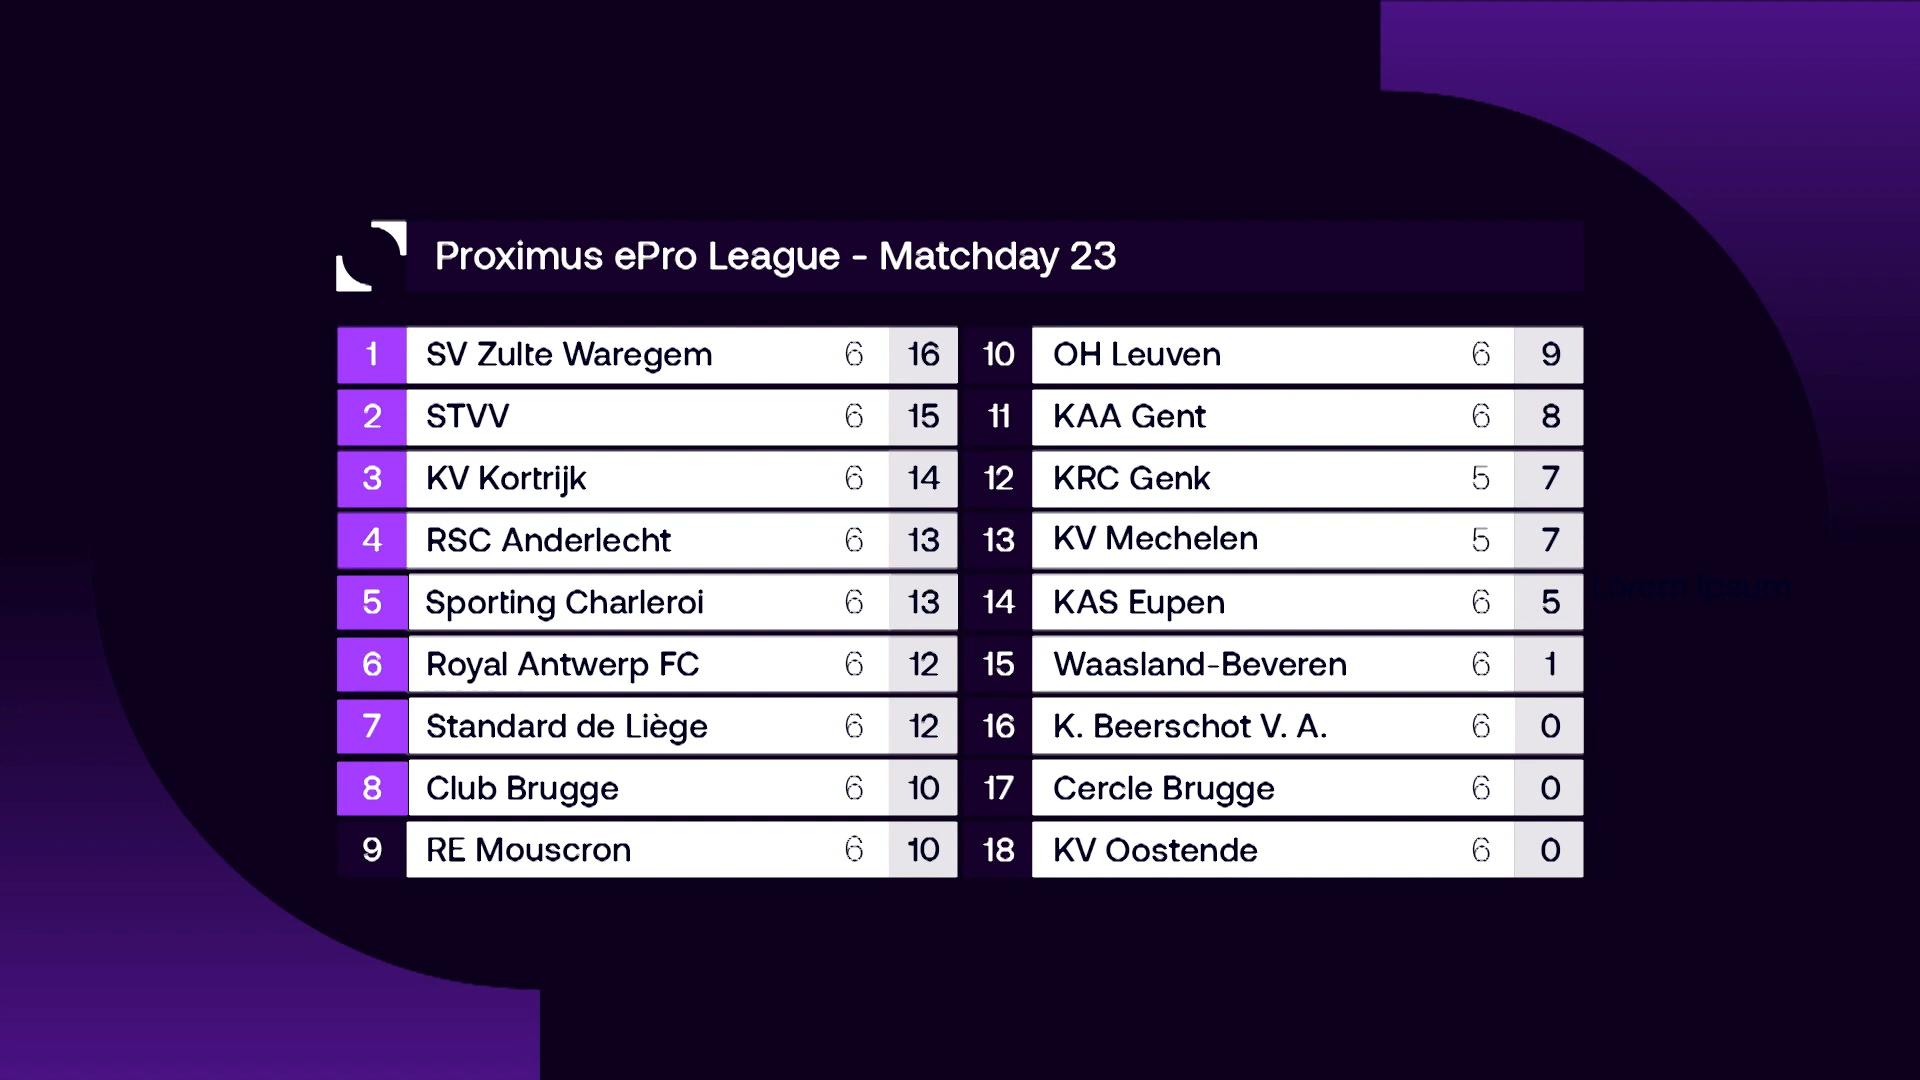 Proximus ePro League - Matchday 23
1 SV Zulte Waregem 6 16
2 STVV 6 15
3 KV Kortrijk 6 14
4 RSC Anderlecht 6 13
5 Sporting Charleroi 6 13
6 Royal Antwerp FC 6 12
7 Standard de Liège 6 12
8 Club Brugge 6 10
9 RE Mouscron 6 10
10 OH Leuven 6 9
11 KAA Gent 6 8
12 KRC Genk 5 7
13 KV Mechelen 5 7
14 KAS Eupen 6 5
15 Waasland-Beveren 6 1
16 K. Beerschot V. A. 6 0
17 Cercle Brugge 6 0
18 KV Oostende 6 0
Lorem Ipsum